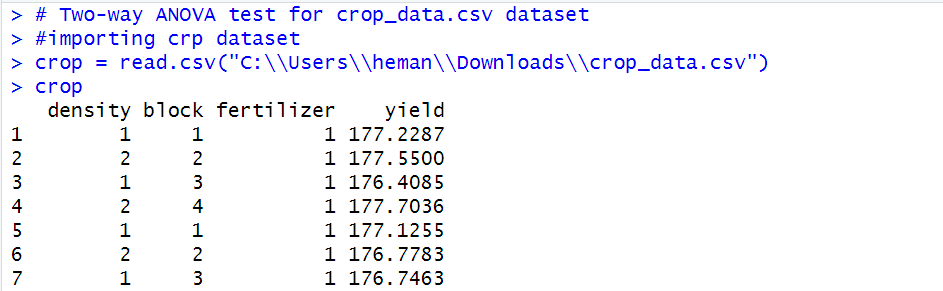 > # Two-way ANOVA test for crop_data.csv dataset
> #importing crp dataset
> crop = read.csv("C:\\Users\\heman\\Downloads\\crop_data.csv")
> crop
  density block fertilizer    yield
1       1     1          1 177.2287
2       2     2          1 177.5500
3       1     3          1 176.4085
4       2     4          1 177.7036
5       1     1          1 177.1255
6       2     2          1 176.7783
7       1     3          1 176.7463